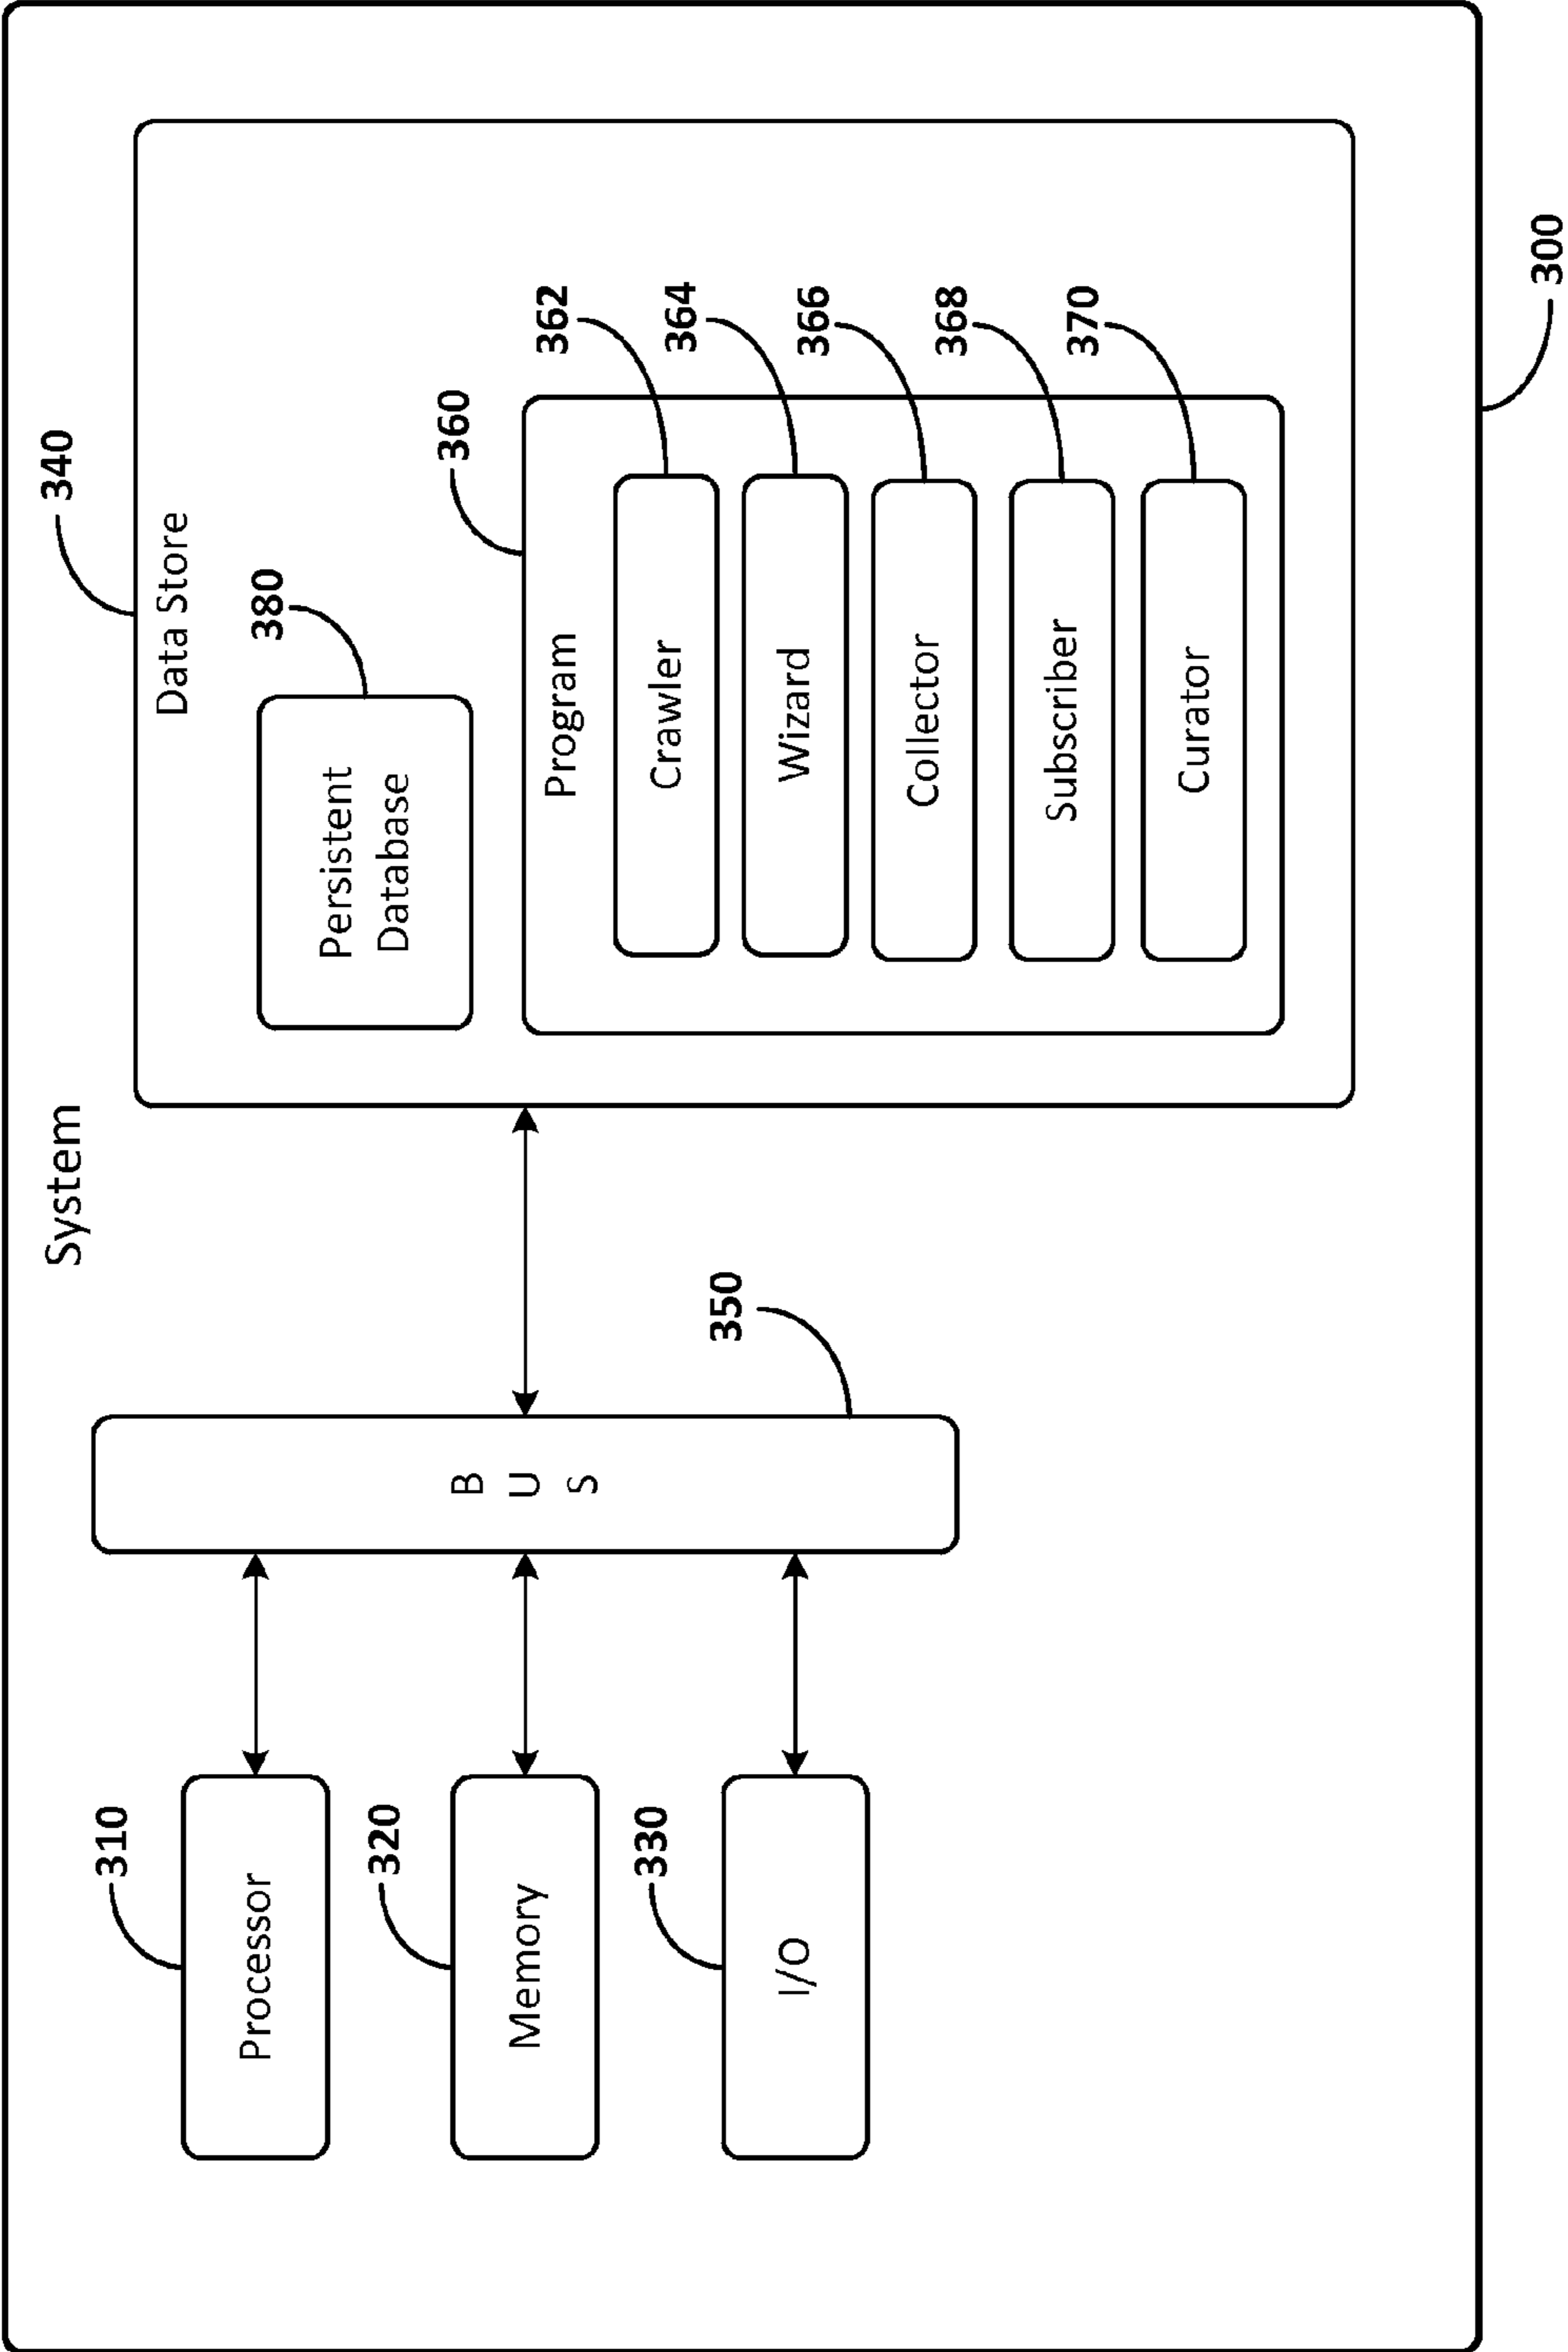 System
340
Data Store
310
Processor
380
Persistent
Database
320
Memory
B
U
S
360
Program
362
Crawler
330
I/O
350
364
Wizard
366
Collector
368
Subscriber
370
Curator
300